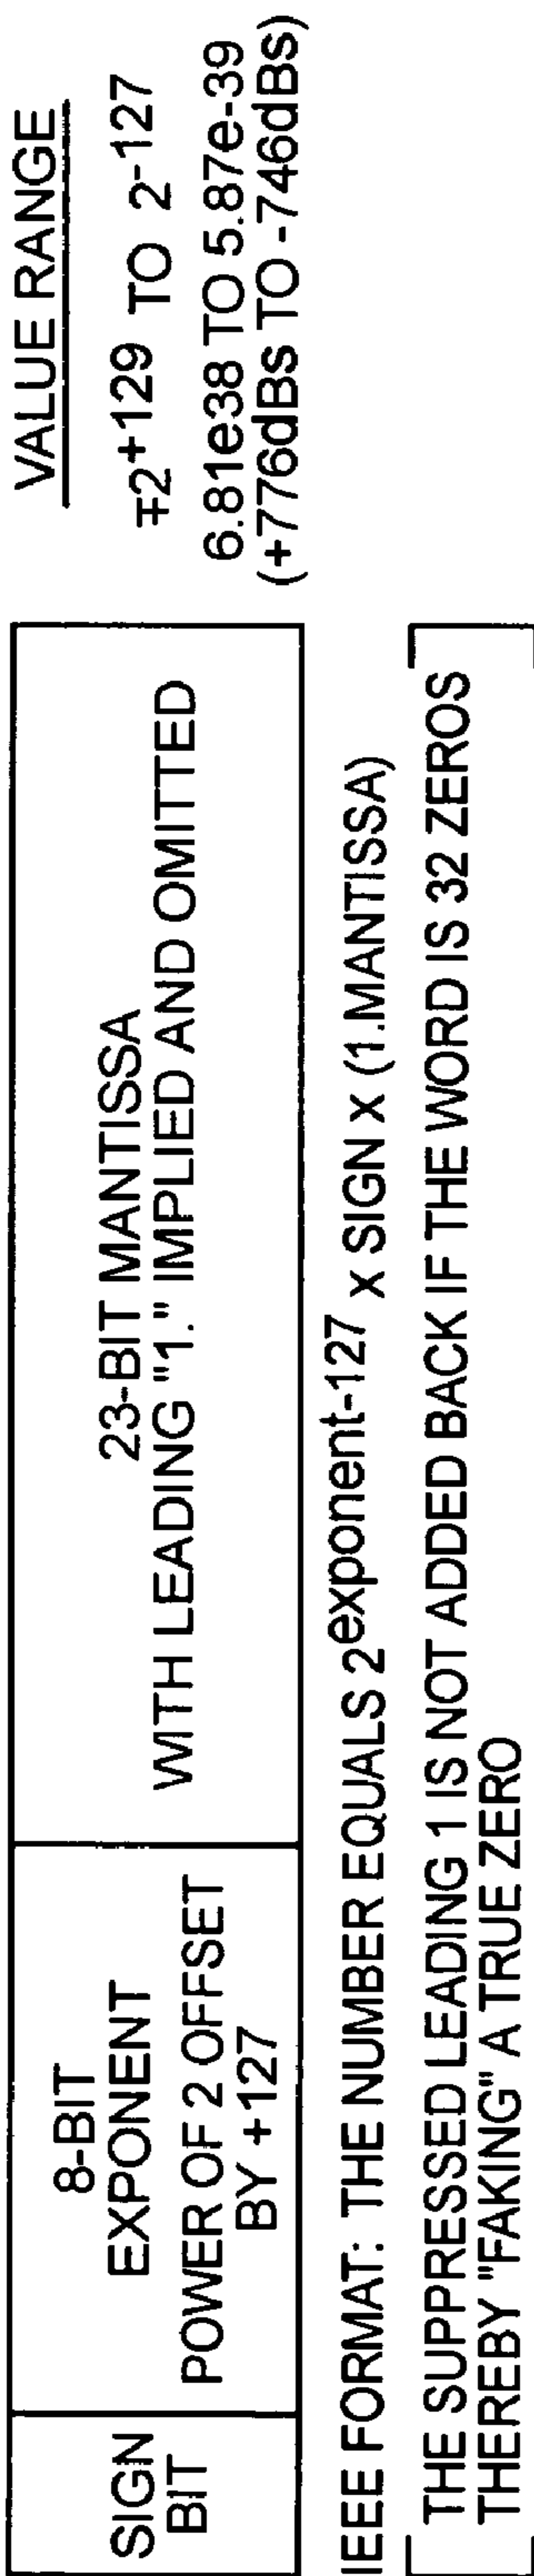 SIGN
BIT
8-BIT
EXPONENT
POWER OF 2 OFFSET
BY +127
23-BIT MANTISSA
WITH LEADING "1." IMPLIED AND OMITTED
VALUE RANGE
∓2+129 TO 2-127
6.81e38 TO 5.87e-39
(+776dBs TO -746dBs)
IEEE FORMAT: THE NUMBER EQUALS 2exponent-127 x SIGN x (1.MANTISSA)
THE SUPPRESSED LEADING 1 IS NOT ADDED BACK IF THE WORD IS 32 ZEROS
THEREBY "FAKING" A TRUE ZERO